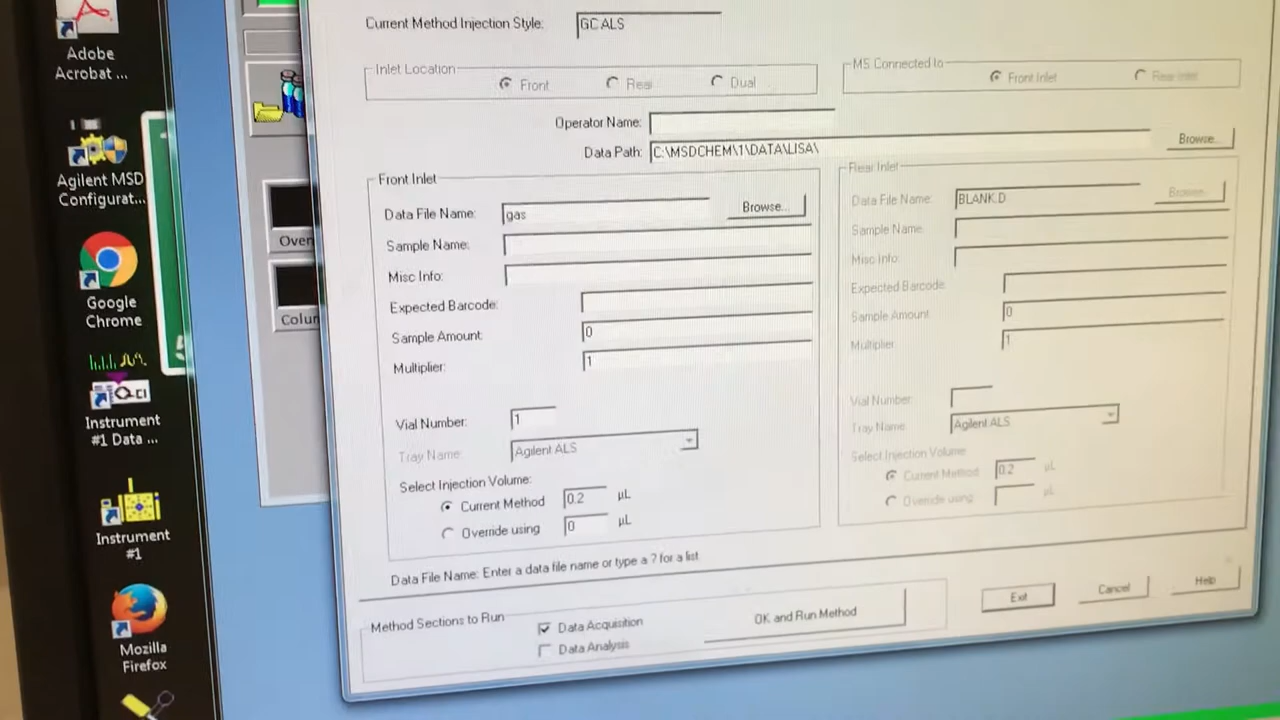 Adobe
Acrobat ...
Agilent MSD
Configurat...
Google
Chrome
Instrument
#1 Data ...
Instrument
#1
Mozilla
Firefox
Current Method Injection Style: GC ALS
Inlet Location
Front Rear Dual
MS Connected to
Front Inlet Rear Inlet
Operator Name:
Data Path: C:\MSDCHEM\1\DATA\LISA\ Browse...
Front Inlet
Data File Name: gas Browse...
Sample Name:
Misc Info:
Expected Barcode:
Sample Amount: 0
Multiplier: 1
Vial Number: 1
Tray Name: Agilent ALS
Select Injection Volume:
Current Method 0.2 µL
Override using 0 µL
Rear Inlet
Data File Name: BLANK.D Browse...
Sample Name:
Misc Info:
Expected Barcode:
Sample Amount: 0
Multiplier: 1
Vial Number:
Tray Name: Agilent ALS
Select Injection Volume:
Current Method 0.2 µL
Override using µL
Data File Name: Enter a data file name or type a ? for a list
Method Sections to Run
Data Acquisition
Data Analysis
OK and Run Method
Exit Cancel Help